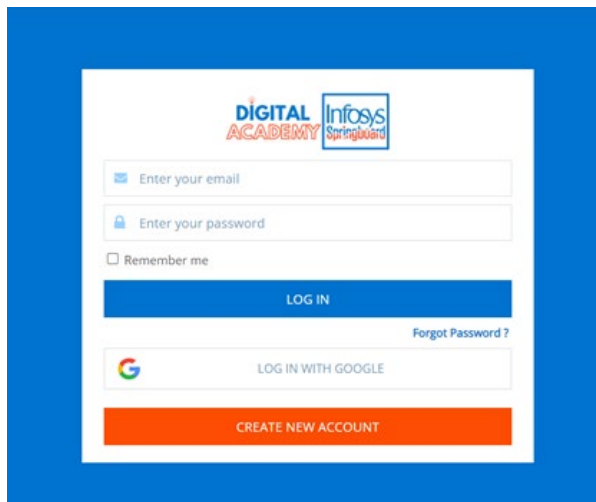 DIGITAL
ACADEMY
Infosys
Springboard
Enter your email
Enter your password
Remember me
LOG IN
Forgot Password ?
LOG IN WITH GOOGLE
CREATE NEW ACCOUNT